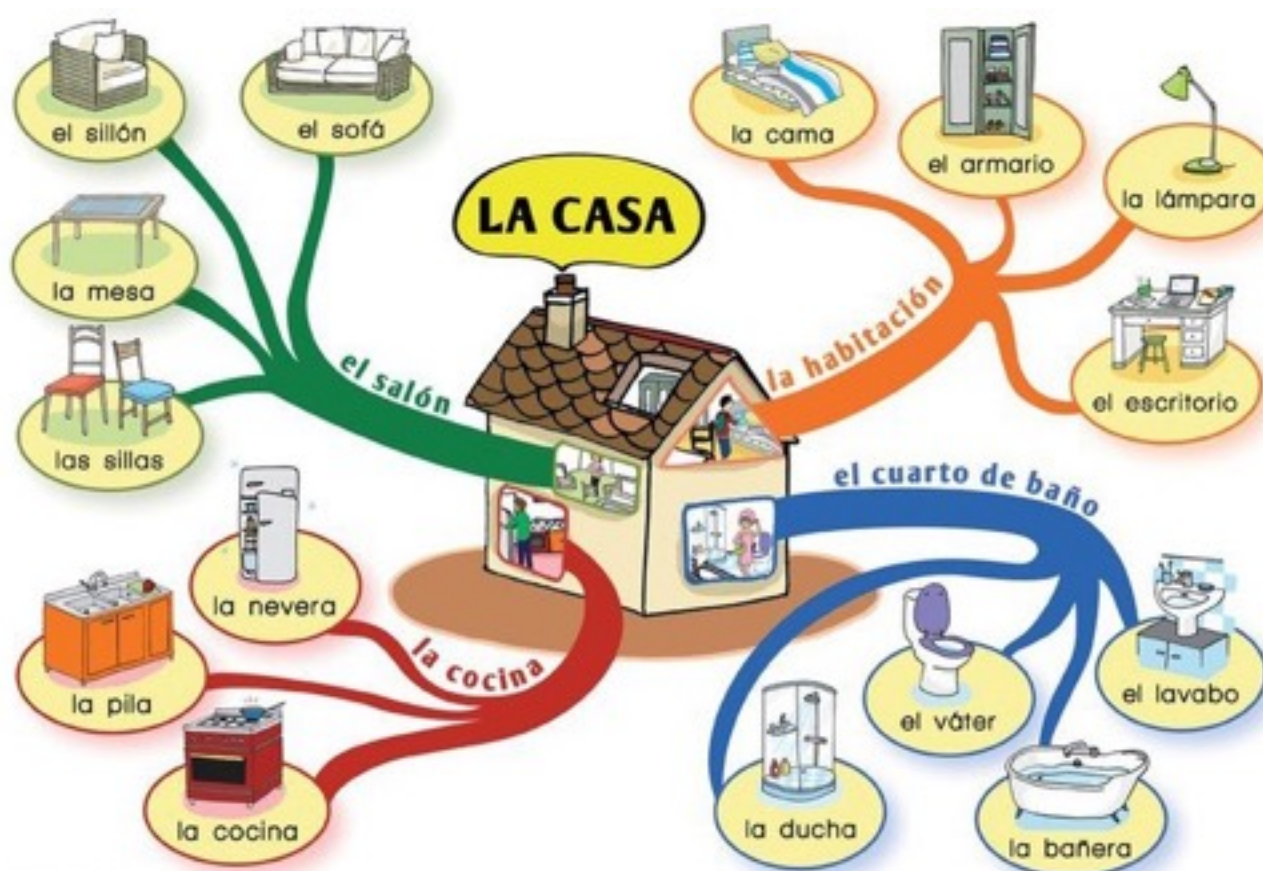 LA CASA
el salón
el sillón
el sofá
la mesa
las sillas
la habitación
la cama
el armario
la lámpara
el escritorio
la cocina
la nevera
la pila
la cocina
el cuarto de baño
el lavabo
el váter
la bañera
la ducha